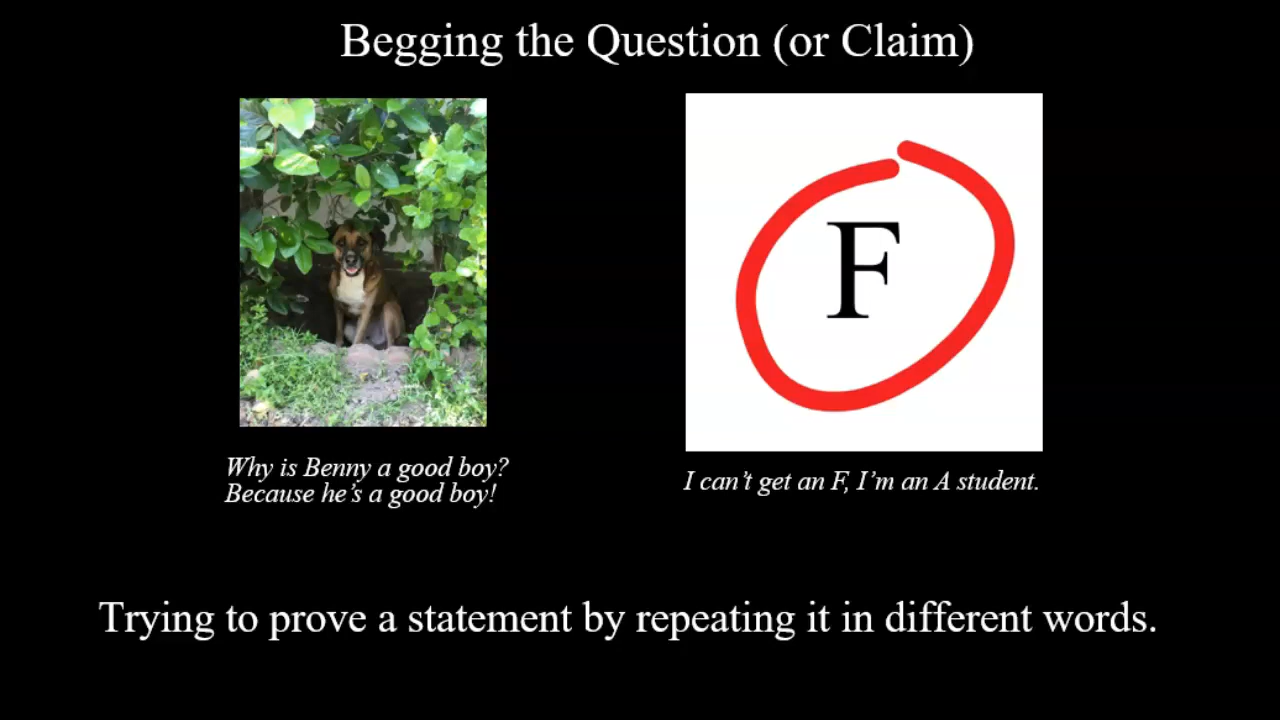 Begging the Question (or Claim)
F
Why is Benny a good boy?
Because he's a good boy!
I can't get an F, I'm an A student.
Trying to prove a statement by repeating it in different words.